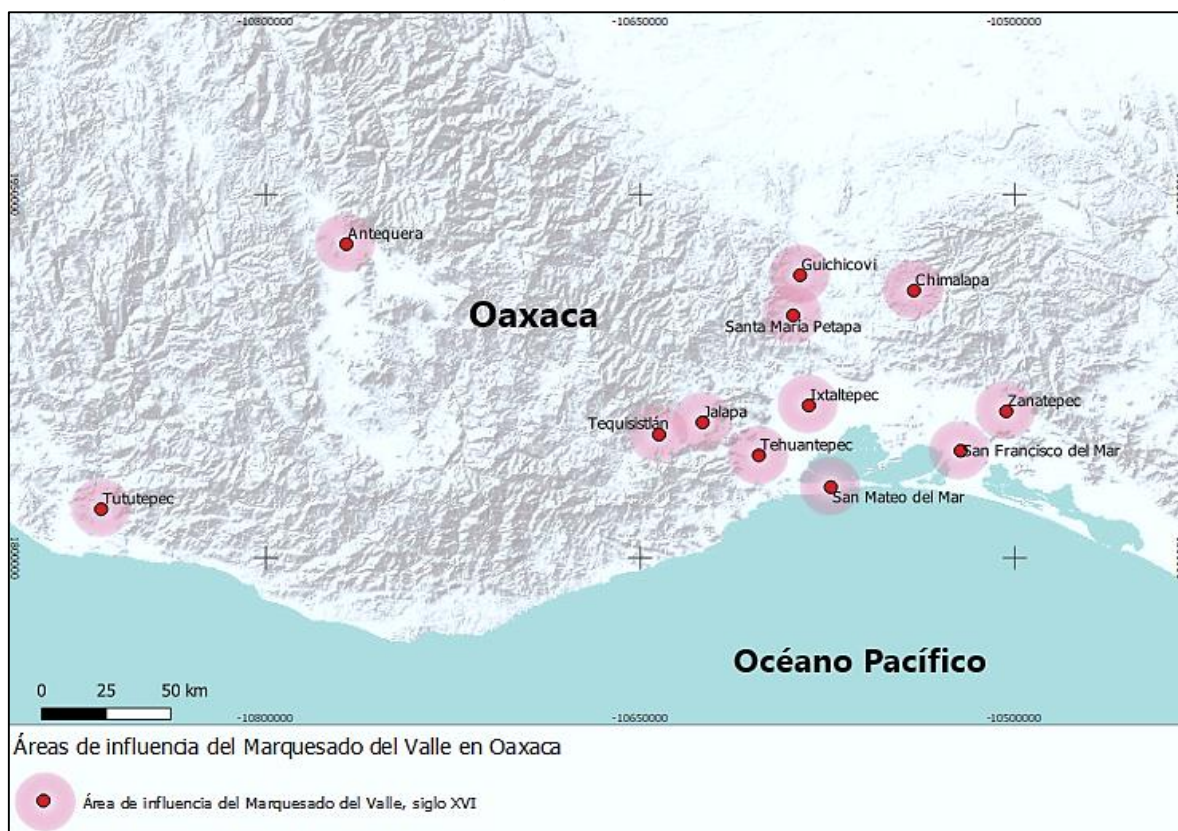 -10800000
-10650000
-10500000
1950000
Antequera
Guichicovi
Chimalapa
Oaxaca
Santa María Petapa
Ixtaltepec
Zanatepec
Jalapa
Tequisistlán
Tehuantepec
San Francisco del Mar
San Mateo del Mar
Tututepec
1800000
Océano Pacífico
0 25 50 km
-10800000
-10650000
-10500000
Áreas de influencia del Marquesado del Valle en Oaxaca
Área de influencia del Marquesado del Valle, siglo XVI